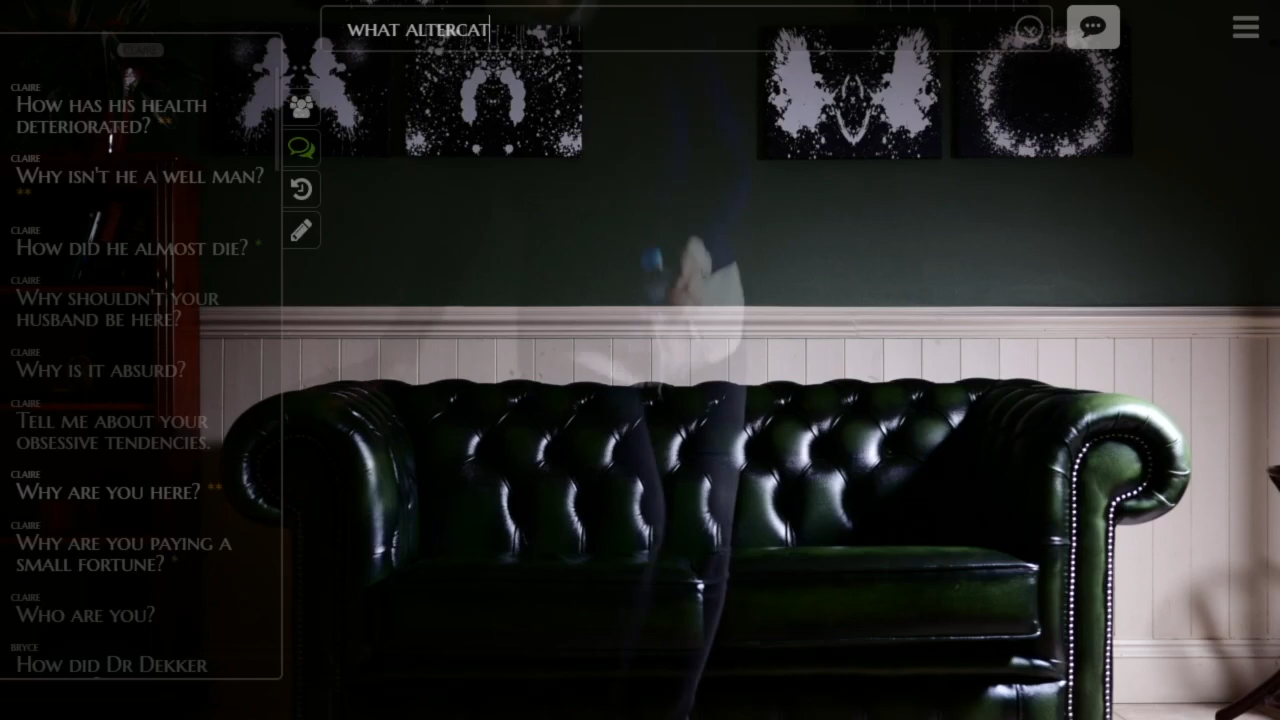 WHAT ALTERCAT
CLAIRE
CLAIRE
HOW HAS HIS HEALTH
DETERIORATED? **
CLAIRE
WHY ISN'T HE A WELL MAN?
**
CLAIRE
HOW DID HE ALMOST DIE? *
CLAIRE
WHY SHOULDN'T YOUR
HUSBAND BE HERE?
CLAIRE
WHY IS IT ABSURD?
CLAIRE
TELL ME ABOUT YOUR
OBSESSIVE TENDENCIES.
CLAIRE
WHY ARE YOU HERE? **
CLAIRE
WHY ARE YOU PAYING A
SMALL FORTUNE? *
CLAIRE
WHO ARE YOU?
BRYCE
HOW DID DR DEKKER